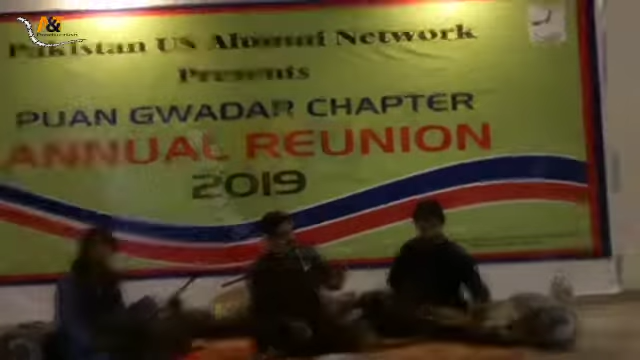 A&
Pakistan US Alumni Network
Presents
PUAN GWADAR CHAPTER
ANNUAL REUNION
2019